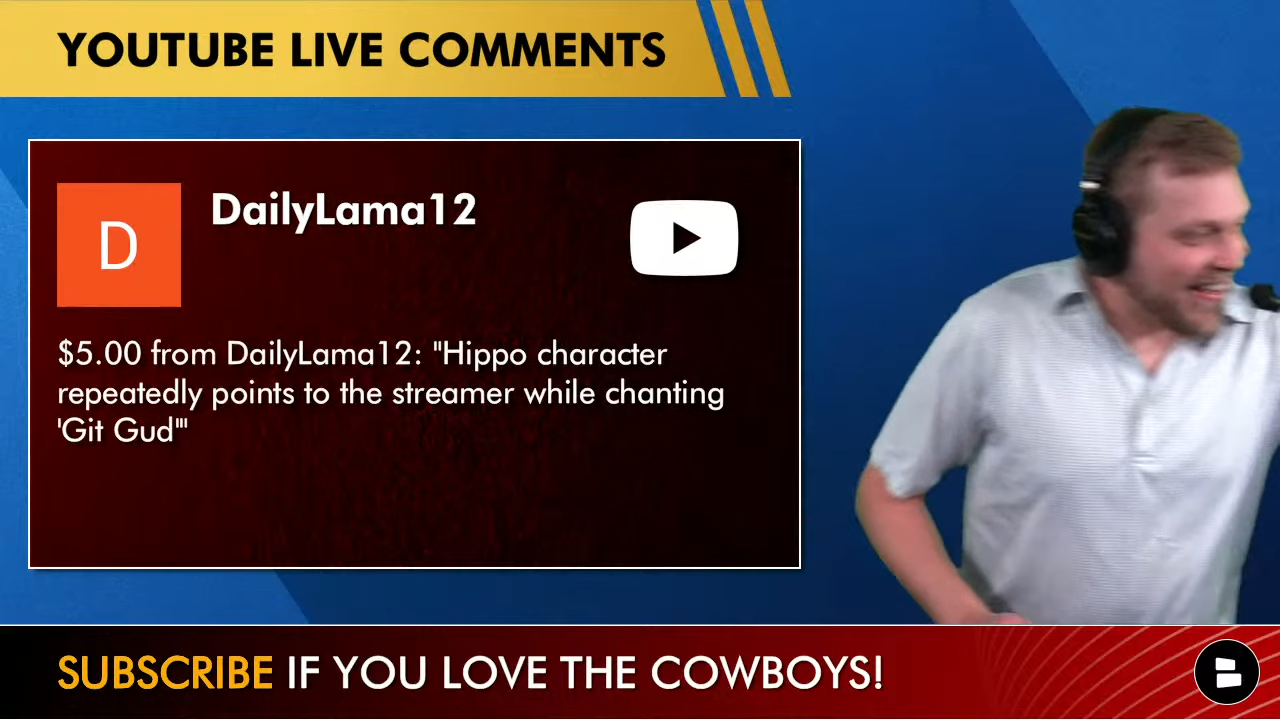 YOUTUBE LIVE COMMENTS
D
DailyLama12
$5.00 from DailyLama12: "Hippo character
repeatedly points to the streamer while chanting
'Git Gud'"
SUBSCRIBE IF YOU LOVE THE COWBOYS!